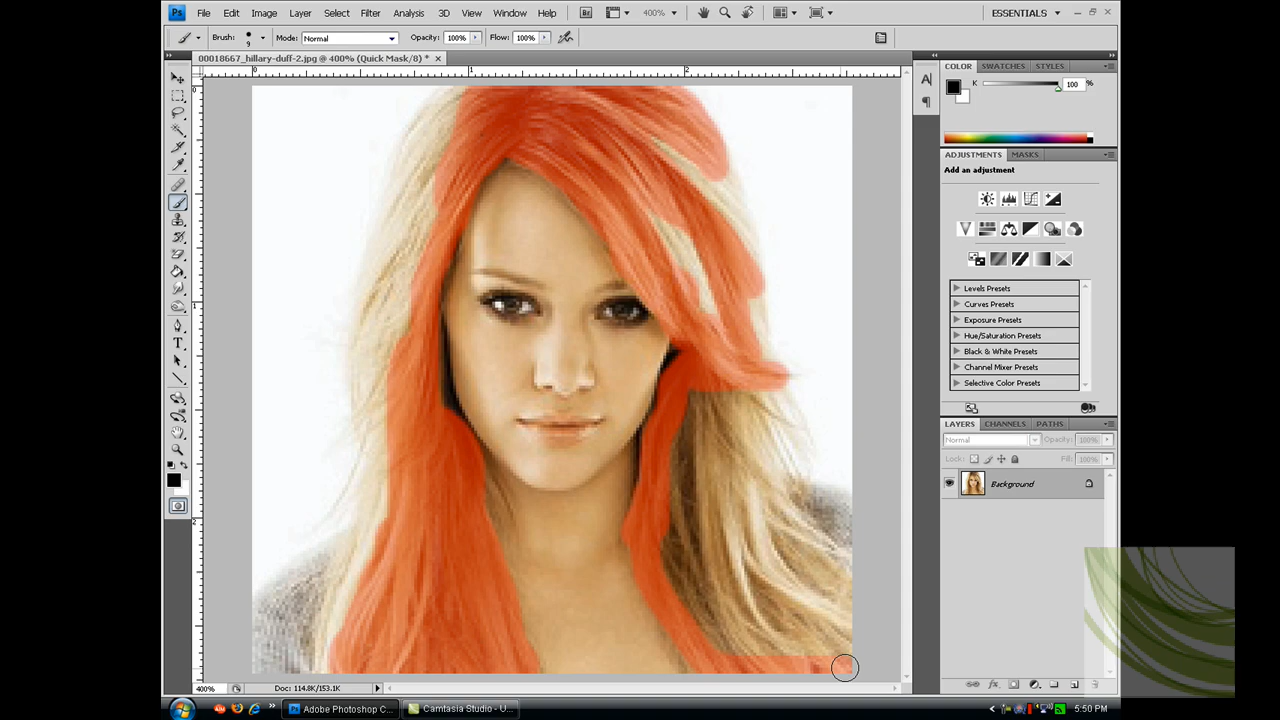 Ps File Edit Image Layer Select Filter Analysis 3D View Window Help Br 400% ESSENTIALS
Brush: 9 Mode: Normal Opacity: 100% Flow: 100%
00018667_hillary-duff-2.jpg @ 400% (Quick Mask/8) *
0 1 2
COLOR SWATCHES STYLES
K 100 %
ADJUSTMENTS MASKS
Add an adjustment
Levels Presets
Curves Presets
Exposure Presets
Hue/Saturation Presets
Black & White Presets
Channel Mixer Presets
Selective Color Presets
LAYERS CHANNELS PATHS
Normal Opacity: 100%
Lock: Fill: 100%
Background
400% Doc: 114.8K/153.1K
Adobe Photoshop C... Camtasia Studio - U... 5:50 PM